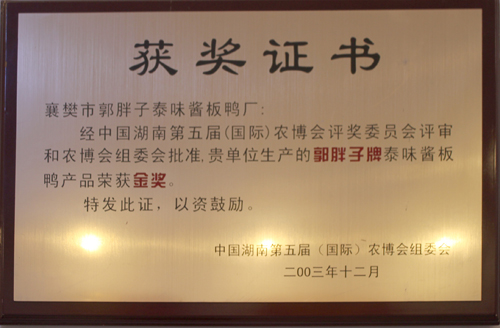 获奖证书
襄樊市郭胖子泰味酱板鸭厂:
经中国湖南第五届(国际)农博会评奖委员会评审
和农博会组委会批准,贵单位生产的郭胖子牌泰味酱板
鸭产品荣获金奖。
特发此证，以资鼓励。
中国湖南第五届（国际）农博会组委会
二00三年十二月